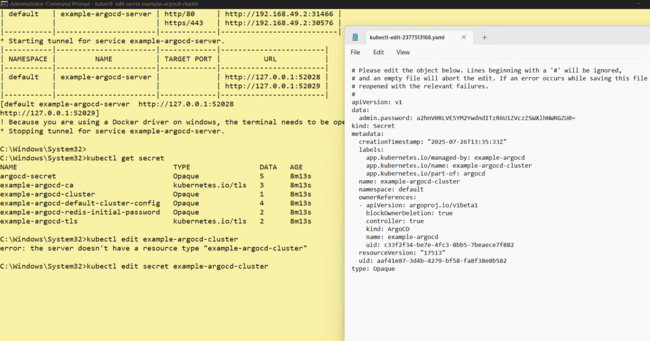 Administrator: Command Prompt - kubectl edit secret example-argocd-cluster
| default | example-argocd-server | http/80 | http://192.168.49.2:31466 |
| | | https/443 | http://192.168.49.2:30576 |
|-----------|-----------------------|-------------|---------------------------|
* Starting tunnel for service example-argocd-server.
|-----------|-----------------------|-------------|------------------------|
| NAMESPACE | NAME | TARGET PORT | URL |
|-----------|-----------------------|-------------|------------------------|
| default | example-argocd-server | | http://127.0.0.1:52028 |
| | | | http://127.0.0.1:52029 |
|-----------|-----------------------|-------------|------------------------|
[default example-argocd-server http://127.0.0.1:52028
http://127.0.0.1:52029]
! Because you are using a Docker driver on windows, the terminal needs to be ope
* Stopping tunnel for service example-argocd-server.
C:\Windows\System32>
C:\Windows\System32>kubectl get secret
NAME TYPE DATA AGE
argocd-secret Opaque 5 8m13s
example-argocd-ca kubernetes.io/tls 3 8m13s
example-argocd-cluster Opaque 1 8m13s
example-argocd-default-cluster-config Opaque 4 8m13s
example-argocd-redis-initial-password Opaque 2 8m13s
example-argocd-tls kubernetes.io/tls 2 8m13s
C:\Windows\System32>kubectl edit example-argocd-cluster
error: the server doesn't have a resource type "example-argocd-cluster"
C:\Windows\System32>kubectl edit secret example-argocd-cluster
kubectl-edit-2377513168.yaml
File Edit View
# Please edit the object below. Lines beginning with a '#' will be ignored,
# and an empty file will abort the edit. If an error occurs while saving this file
# reopened with the relevant failures.
#
apiVersion: v1
data:
admin.password: a2hnV0RLVE5YM2YwdndITzR6U1ZVczZSWXlhNWRGZU0=
kind: Secret
metadata:
creationTimestamp: "2025-07-26T13:35:33Z"
labels:
app.kubernetes.io/managed-by: example-argocd
app.kubernetes.io/name: example-argocd-cluster
app.kubernetes.io/part-of: argocd
name: example-argocd-cluster
namespace: default
ownerReferences:
- apiVersion: argoproj.io/v1beta1
blockOwnerDeletion: true
controller: true
kind: ArgoCD
name: example-argocd
uid: c33f2f34-be7e-4fc3-8bb5-7beaece7f882
resourceVersion: "17513"
uid: aaf41e87-3d4b-4279-bf58-fa8f38e0b582
type: Opaque